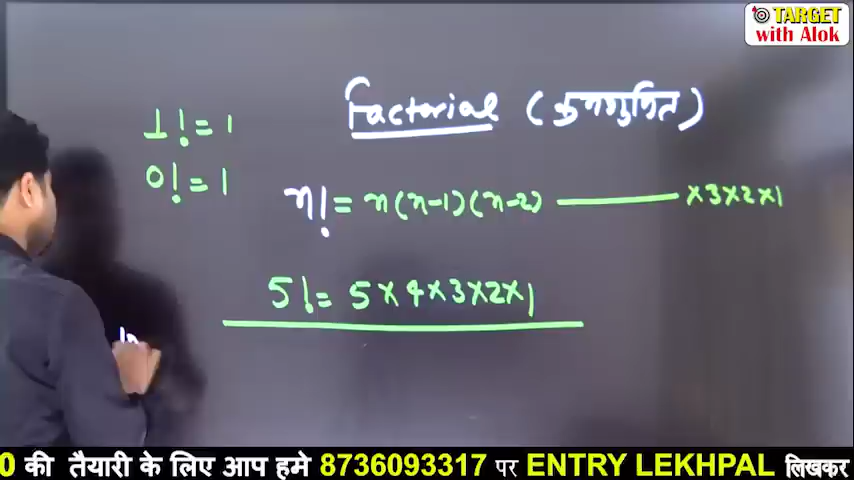 TARGET
with Alok
Factorial (क्रमगुणित)
1! = 1
0! = 1
n! = n(n-1)(n-2) ——— ×3×2×1
5! = 5×4×3×2×1
0 की तैयारी के लिए आप हमे 8736093317 पर ENTRY LEKHPAL लिखकर